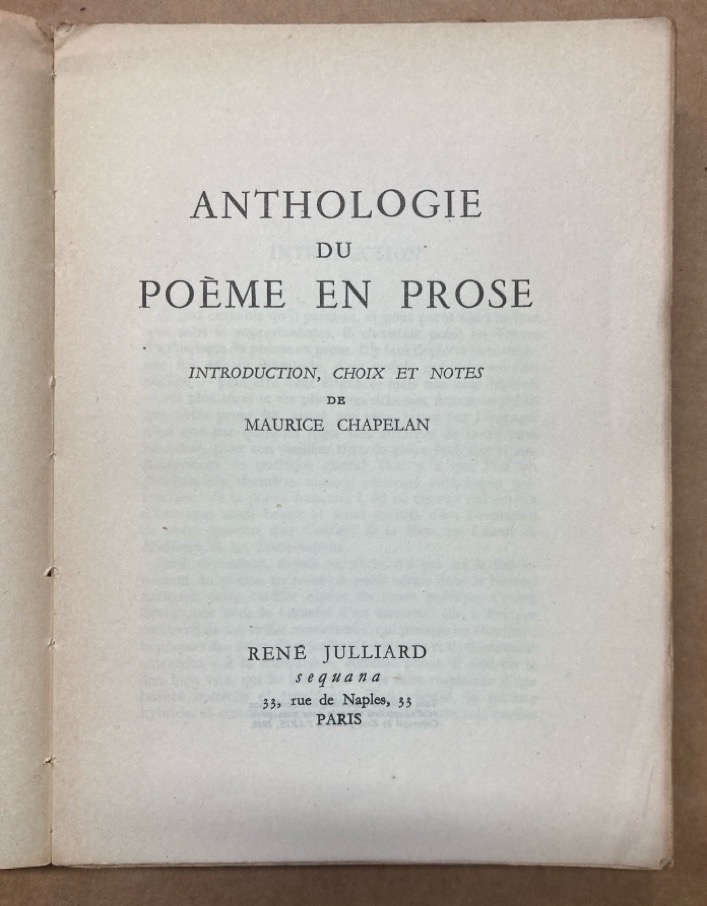 ANTHOLOGIE
DU
POÈME EN PROSE
INTRODUCTION, CHOIX ET NOTES
DE
MAURICE CHAPELAN
RENÉ JULLIARD
sequana
33, rue de Naples, 33
PARIS